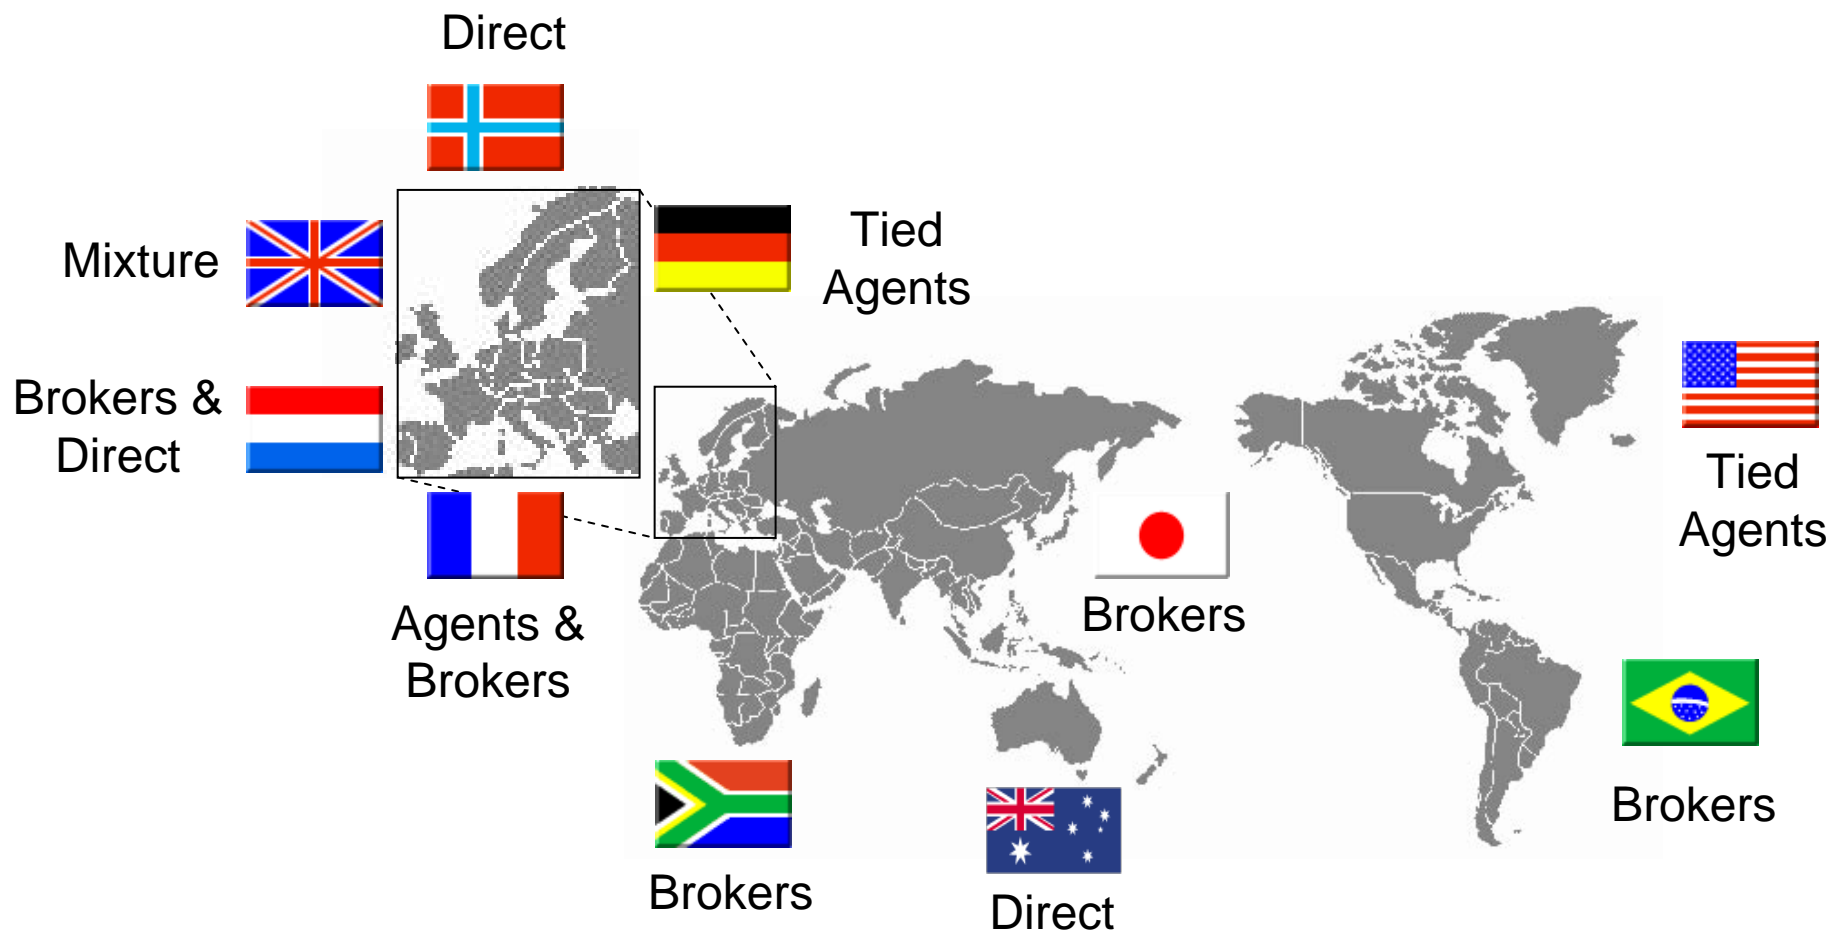 Direct
Mixture
Tied
Agents
Brokers &
Direct
Agents &
Brokers
Brokers
Tied
Agents
Brokers
Direct
Brokers